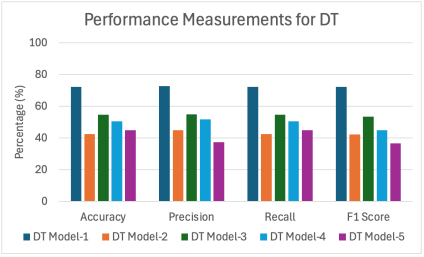 Performance Measurements for DT
100
80
60
40
20
0
Percentage (%)
Accuracy Precision Recall F1 Score
DT Model-1 DT Model-2 DT Model-3 DT Model-4 DT Model-5